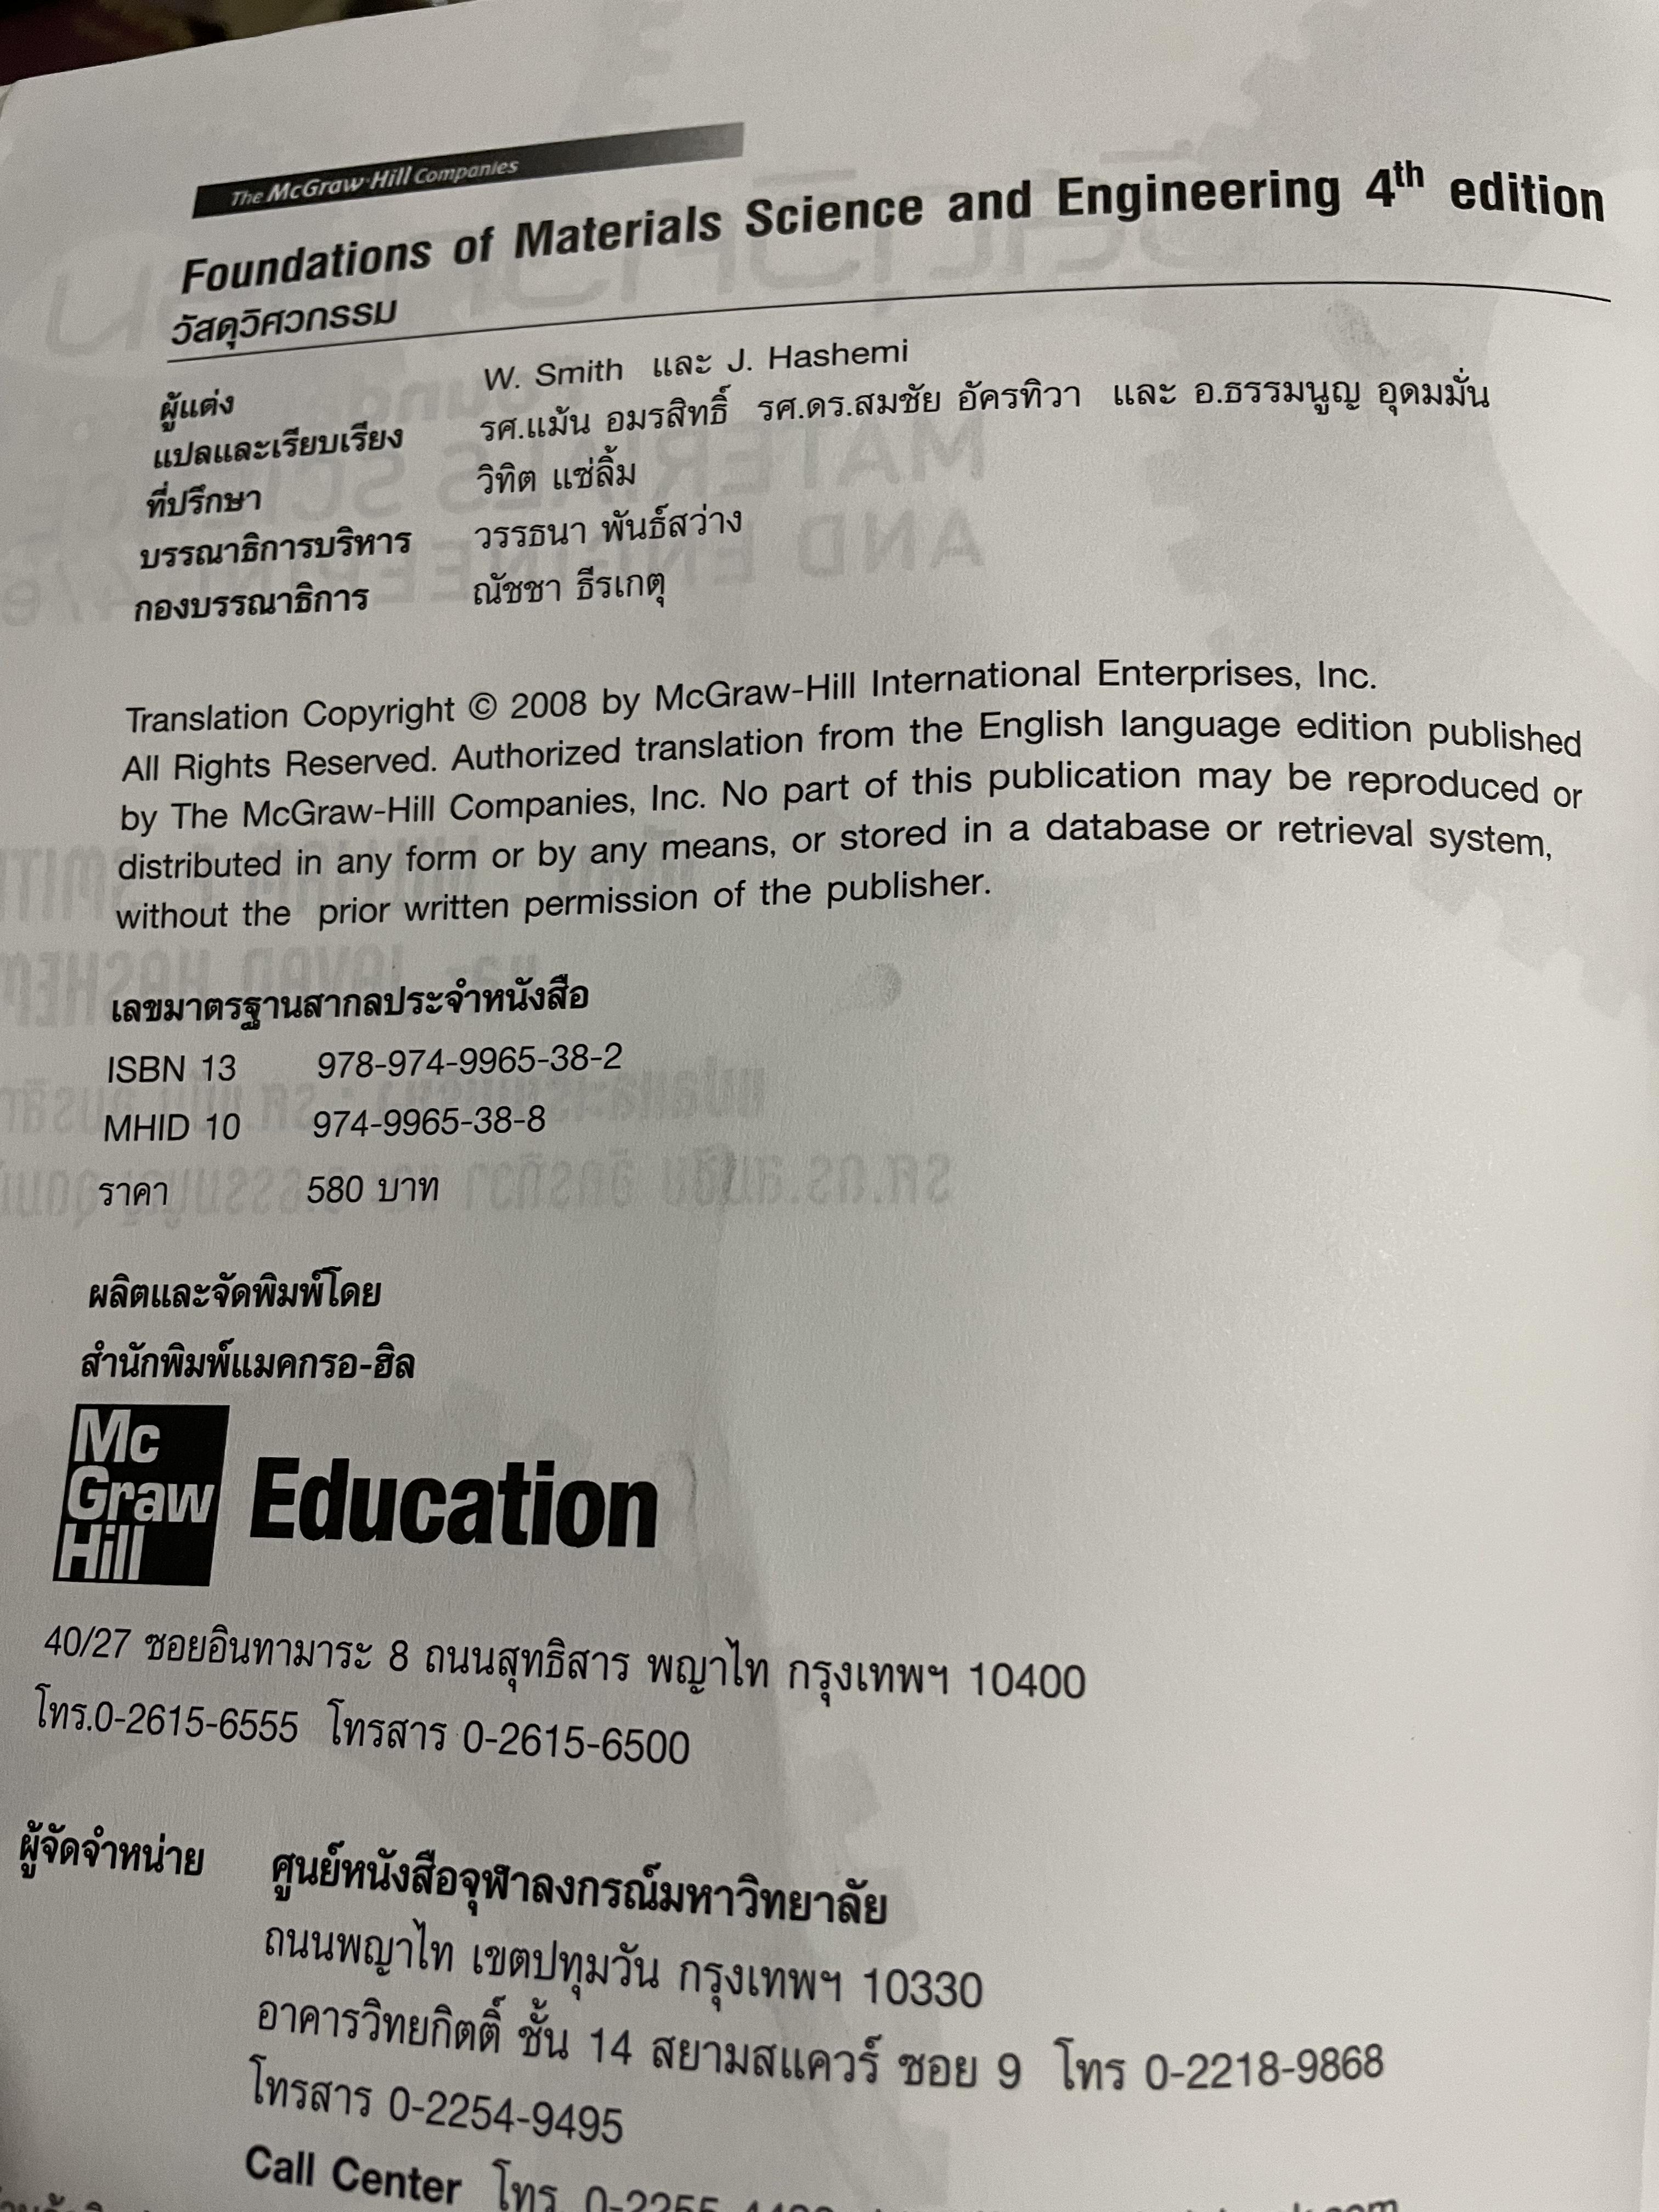 The McGraw·Hill Companies
Foundations of Materials Science and Engineering 4th edition
วัสดุวิศวกรรม
ผู้แต่ง W. Smith และ J. Hashemi
แปลและเรียบเรียง รศ.แม้น อมรสิทธิ์ รศ.ดร.สมชัย อัครทิวา และ อ.ธรรมนูญ อุดมมั่น
ที่ปรึกษา วิทิต แซ่ลิ้ม
บรรณาธิการบริหาร วรรธนา พันธ์สว่าง
กองบรรณาธิการ ณัชชา ธีรเกตุ
Translation Copyright © 2008 by McGraw-Hill International Enterprises, Inc.
All Rights Reserved. Authorized translation from the English language edition published
by The McGraw-Hill Companies, Inc. No part of this publication may be reproduced or
distributed in any form or by any means, or stored in a database or retrieval system,
without the prior written permission of the publisher.
เลขมาตรฐานสากลประจำหนังสือ
ISBN 13 978-974-9965-38-2
MHID 10 974-9965-38-8
ราคา 580 บาท
ผลิตและจัดพิมพ์โดย
สำนักพิมพ์แมคกรอ-ฮิล
Mc
Graw
Hill
Education
40/27 ซอยอินทามาระ 8 ถนนสุทธิสาร พญาไท กรุงเทพฯ 10400
โทร.0-2615-6555 โทรสาร 0-2615-6500
ผู้จัดจำหน่าย ศูนย์หนังสือจุฬาลงกรณ์มหาวิทยาลัย
ถนนพญาไท เขตปทุมวัน กรุงเทพฯ 10330
อาคารวิทยกิตติ์ ชั้น 14 สยามสแควร์ ซอย 9 โทร 0-2218-9868
โทรสาร 0-2254-9495
Call Center โทร